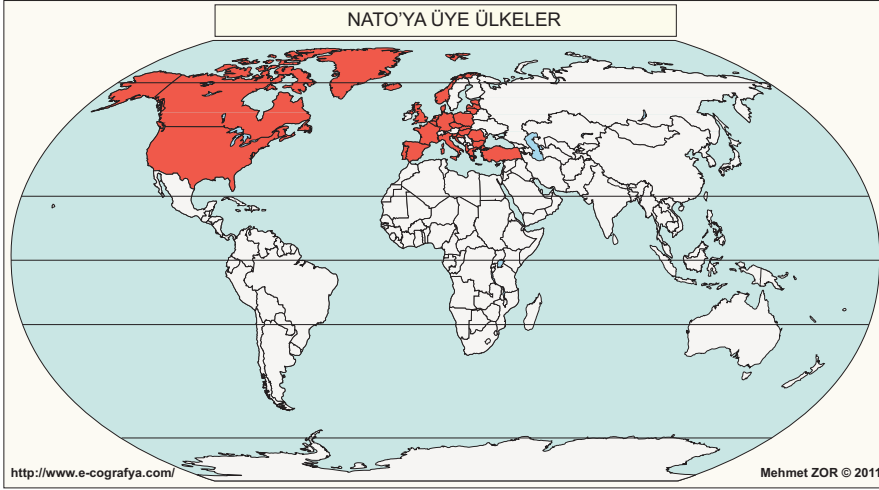 NATO’YA ÜYE ÜLKELER
http://www.e-cografya.com/
Mehmet ZOR © 2011